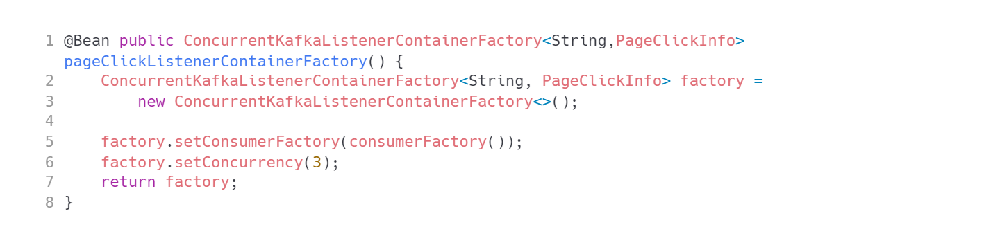 1 @Bean public ConcurrentKafkaListenerContainerFactory<String,PageClickInfo>
pageClickListenerContainerFactory() {
2     ConcurrentKafkaListenerContainerFactory<String, PageClickInfo> factory =
3         new ConcurrentKafkaListenerContainerFactory<>();
4
5     factory.setConsumerFactory(consumerFactory());
6     factory.setConcurrency(3);
7     return factory;
8 }